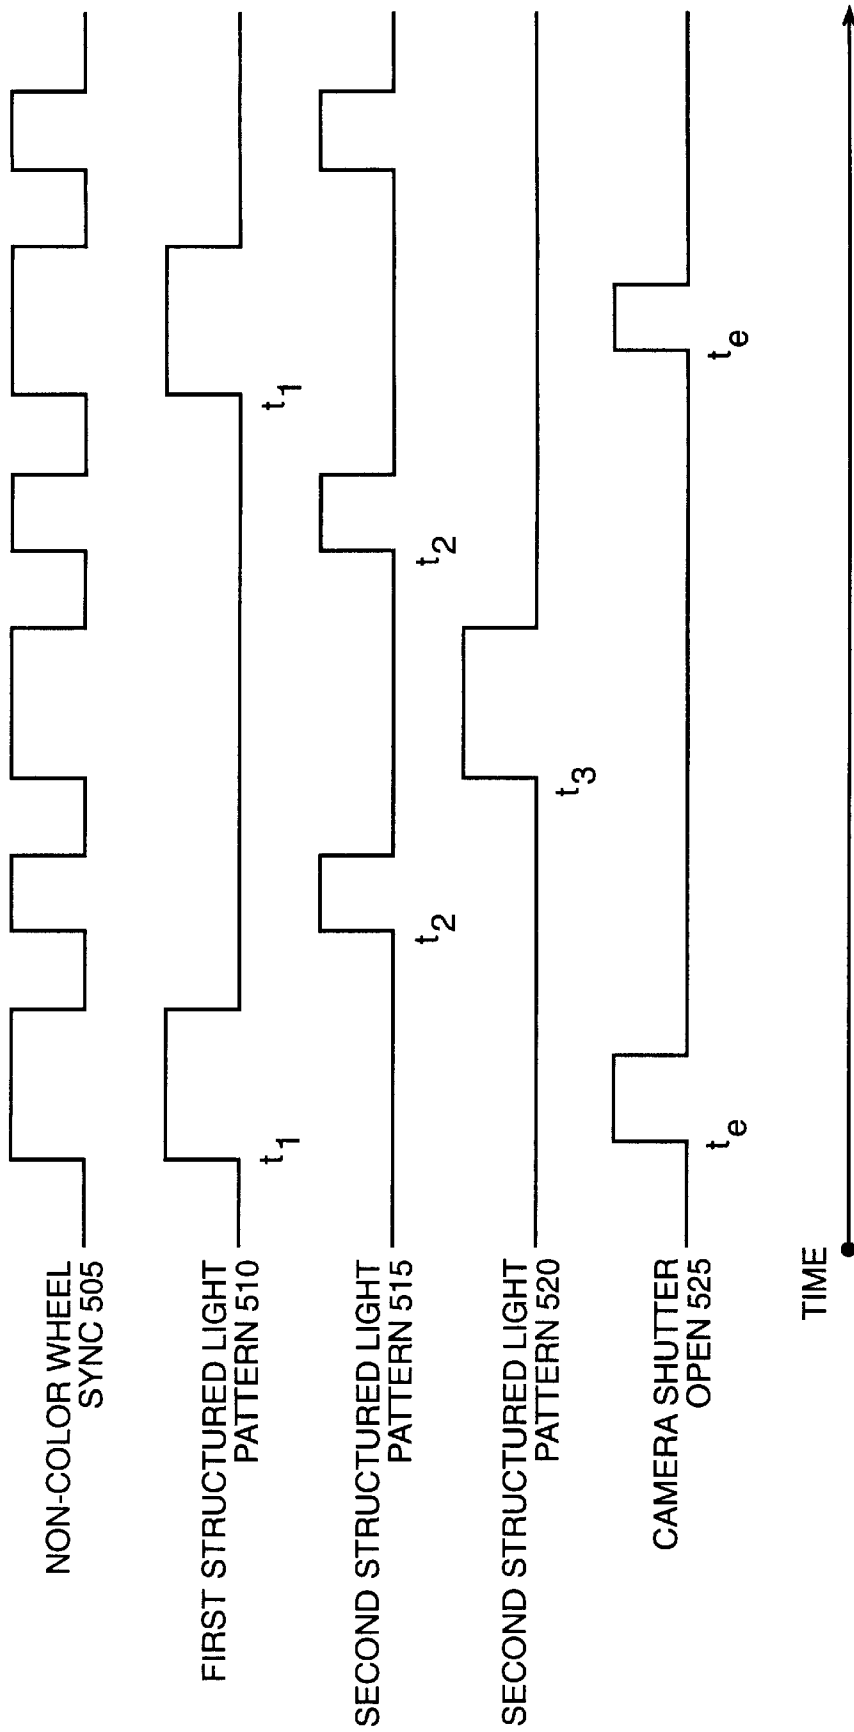 NON-COLOR WHEEL
SYNC 505
FIRST STRUCTURED LIGHT
PATTERN 510
t1
t1
SECOND STRUCTURED LIGHT
PATTERN 515
t2
t2
SECOND STRUCTURED LIGHT
PATTERN 520
t3
CAMERA SHUTTER
OPEN 525
te
te
TIME